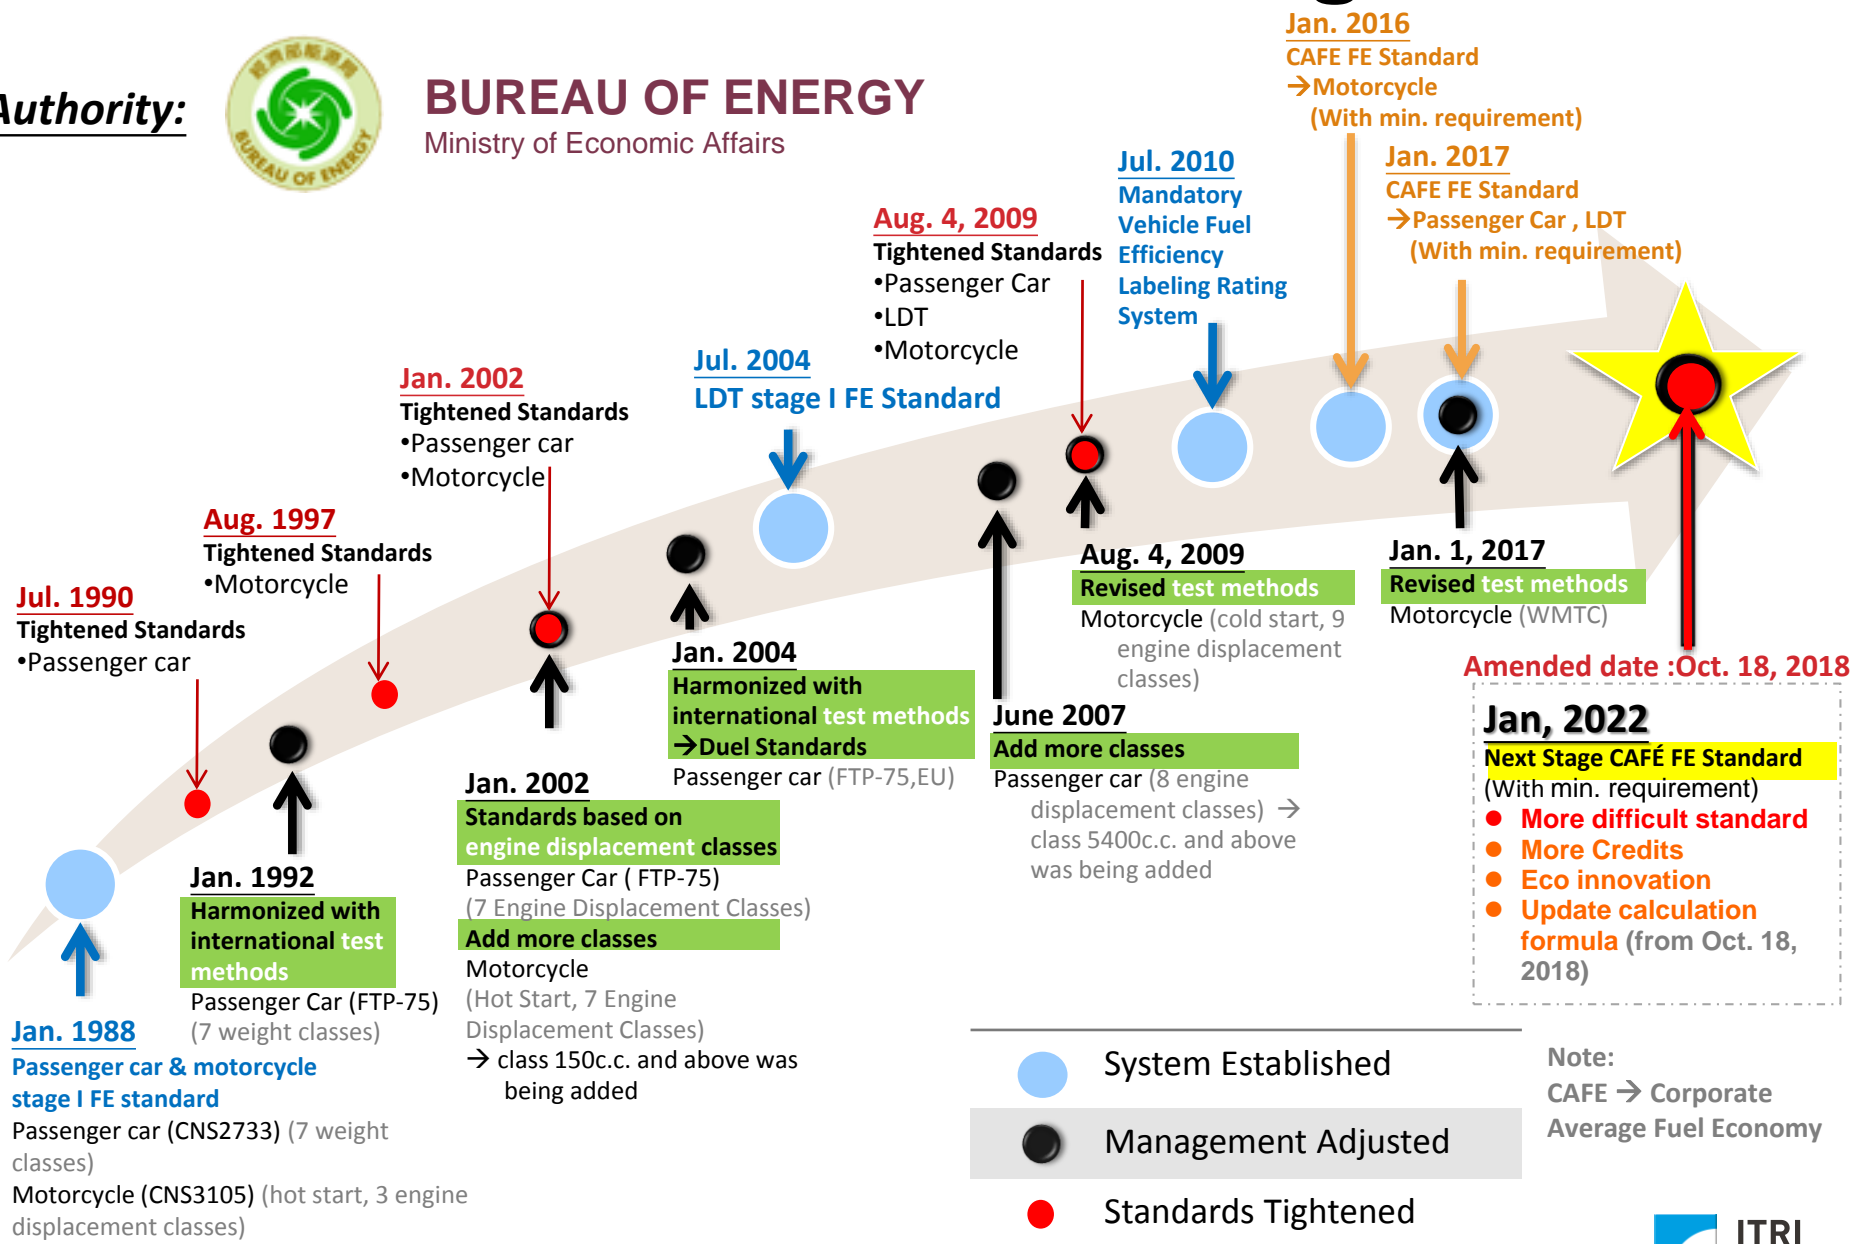 Authority:
經濟部能源局
BUREAU OF ENERGY
BUREAU OF ENERGY
Ministry of Economic Affairs
Jan. 2016
CAFE FE Standard
→Motorcycle
(With min. requirement)
Jan. 2017
CAFE FE Standard
→Passenger Car , LDT
(With min. requirement)
Jul. 2010
Mandatory
Vehicle Fuel
Efficiency
Labeling Rating
System
Aug. 4, 2009
Tightened Standards
•Passenger Car
•LDT
•Motorcycle
Jul. 2004
LDT stage I FE Standard
Jan. 2002
Tightened Standards
•Passenger car
•Motorcycle
Aug. 1997
Tightened Standards
•Motorcycle
Jul. 1990
Tightened Standards
•Passenger car
Jan. 1988
Passenger car & motorcycle
stage I FE standard
Passenger car (CNS2733) (7 weight
classes)
Motorcycle (CNS3105) (hot start, 3 engine
displacement classes)
Jan. 1992
Harmonized with
international test
methods
Passenger Car (FTP-75)
(7 weight classes)
Jan. 2002
Standards based on
engine displacement classes
Passenger Car ( FTP-75)
(7 Engine Displacement Classes)
Add more classes
Motorcycle
(Hot Start, 7 Engine
Displacement Classes)
→ class 150c.c. and above was
being added
Jan. 2004
Harmonized with
international test methods
→Duel Standards
Passenger car (FTP-75,EU)
June 2007
Add more classes
Passenger car (8 engine
displacement classes) →
class 5400c.c. and above
was being added
Aug. 4, 2009
Revised test methods
Motorcycle (cold start, 9
engine displacement
classes)
Jan. 1, 2017
Revised test methods
Motorcycle (WMTC)
Amended date :Oct. 18, 2018
Jan, 2022
Next Stage CAFÉ FE Standard
(With min. requirement)
● More difficult standard
● More Credits
● Eco innovation
● Update calculation
formula (from Oct. 18,
2018)
System Established
Management Adjusted
Standards Tightened
Note:
CAFE → Corporate
Average Fuel Economy
ITRI